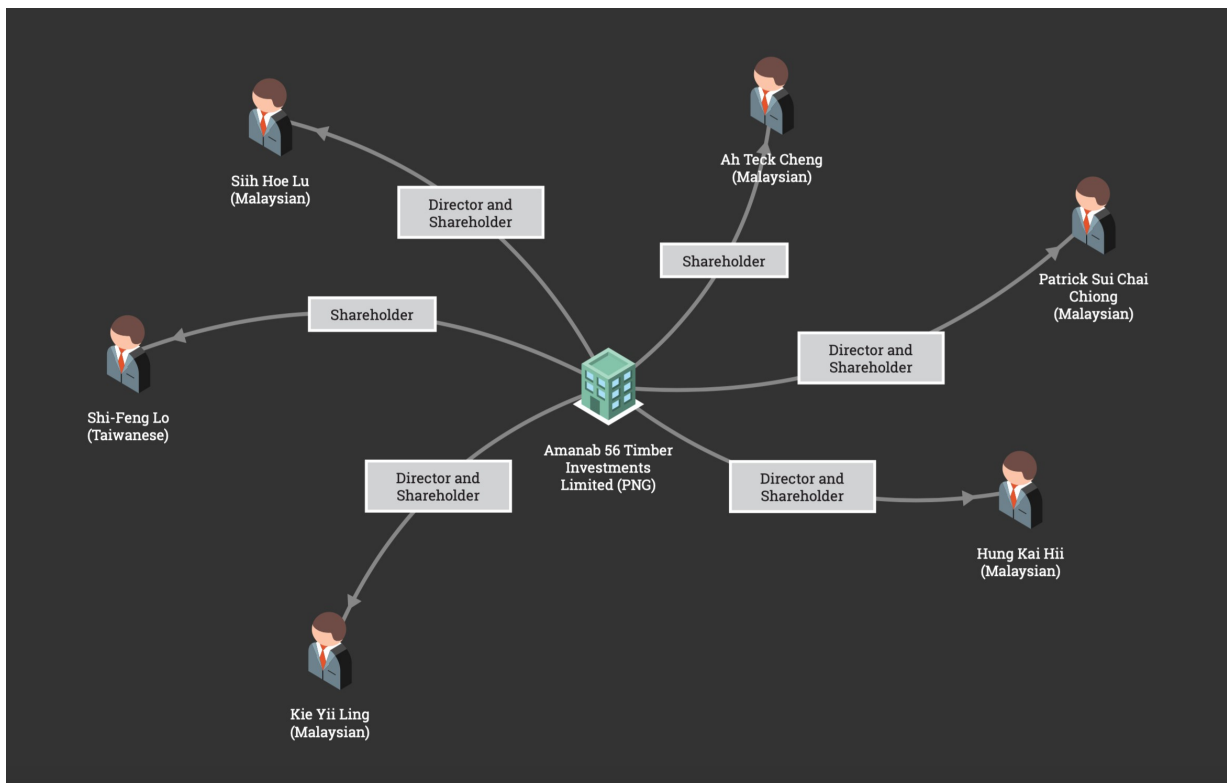 Ah Teck Cheng
(Malaysian)
Siih Hoe Lu
(Malaysian)
Director and
Shareholder
Shareholder
Patrick Sui Chai
Chiong
(Malaysian)
Shareholder
Director and
Shareholder
Shi-Feng Lo
(Taiwanese)
Amanab 56 Timber
Investments
Limited (PNG)
Director and
Shareholder
Director and
Shareholder
Hung Kai Hii
(Malaysian)
Kie Yii Ling
(Malaysian)